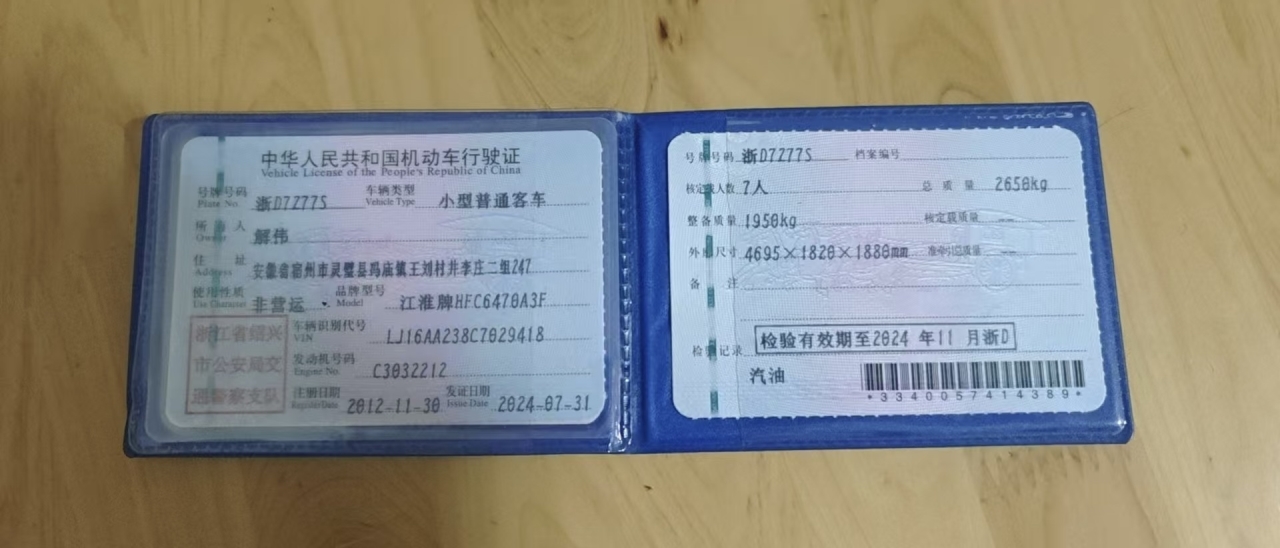 中华人民共和国机动车行驶证
Vehicle License of the People's Republic of China
号牌号码 浙D7Z77S 车辆类型 小型普通客车
Plate No. Vehicle Type
所有人 解伟
Owner
住址 安徽省宿州市灵璧县冯庙镇王刘村井李庄二组247
Address
使用性质 非营运 品牌型号 江淮牌HFC6470A3F
Use Character Model
浙江省绍兴
市公安局交
通警察支队
车辆识别代号 LJ16AA238C7029418
VIN
发动机号码 C3032212
Engine No.
注册日期 2012-11-30 发证日期 2024-07-31
Register Date Issue Date
号牌号码 浙D7Z77S 档案编号
核定载人数 7人 总质量 2650kg
整备质量 1950kg 核定载质量 --
外廓尺寸 4695×1820×1880mm 准牵引总质量 --
备注
检验记录 检验有效期至2024 年11 月浙D
汽油
*3340057414389*